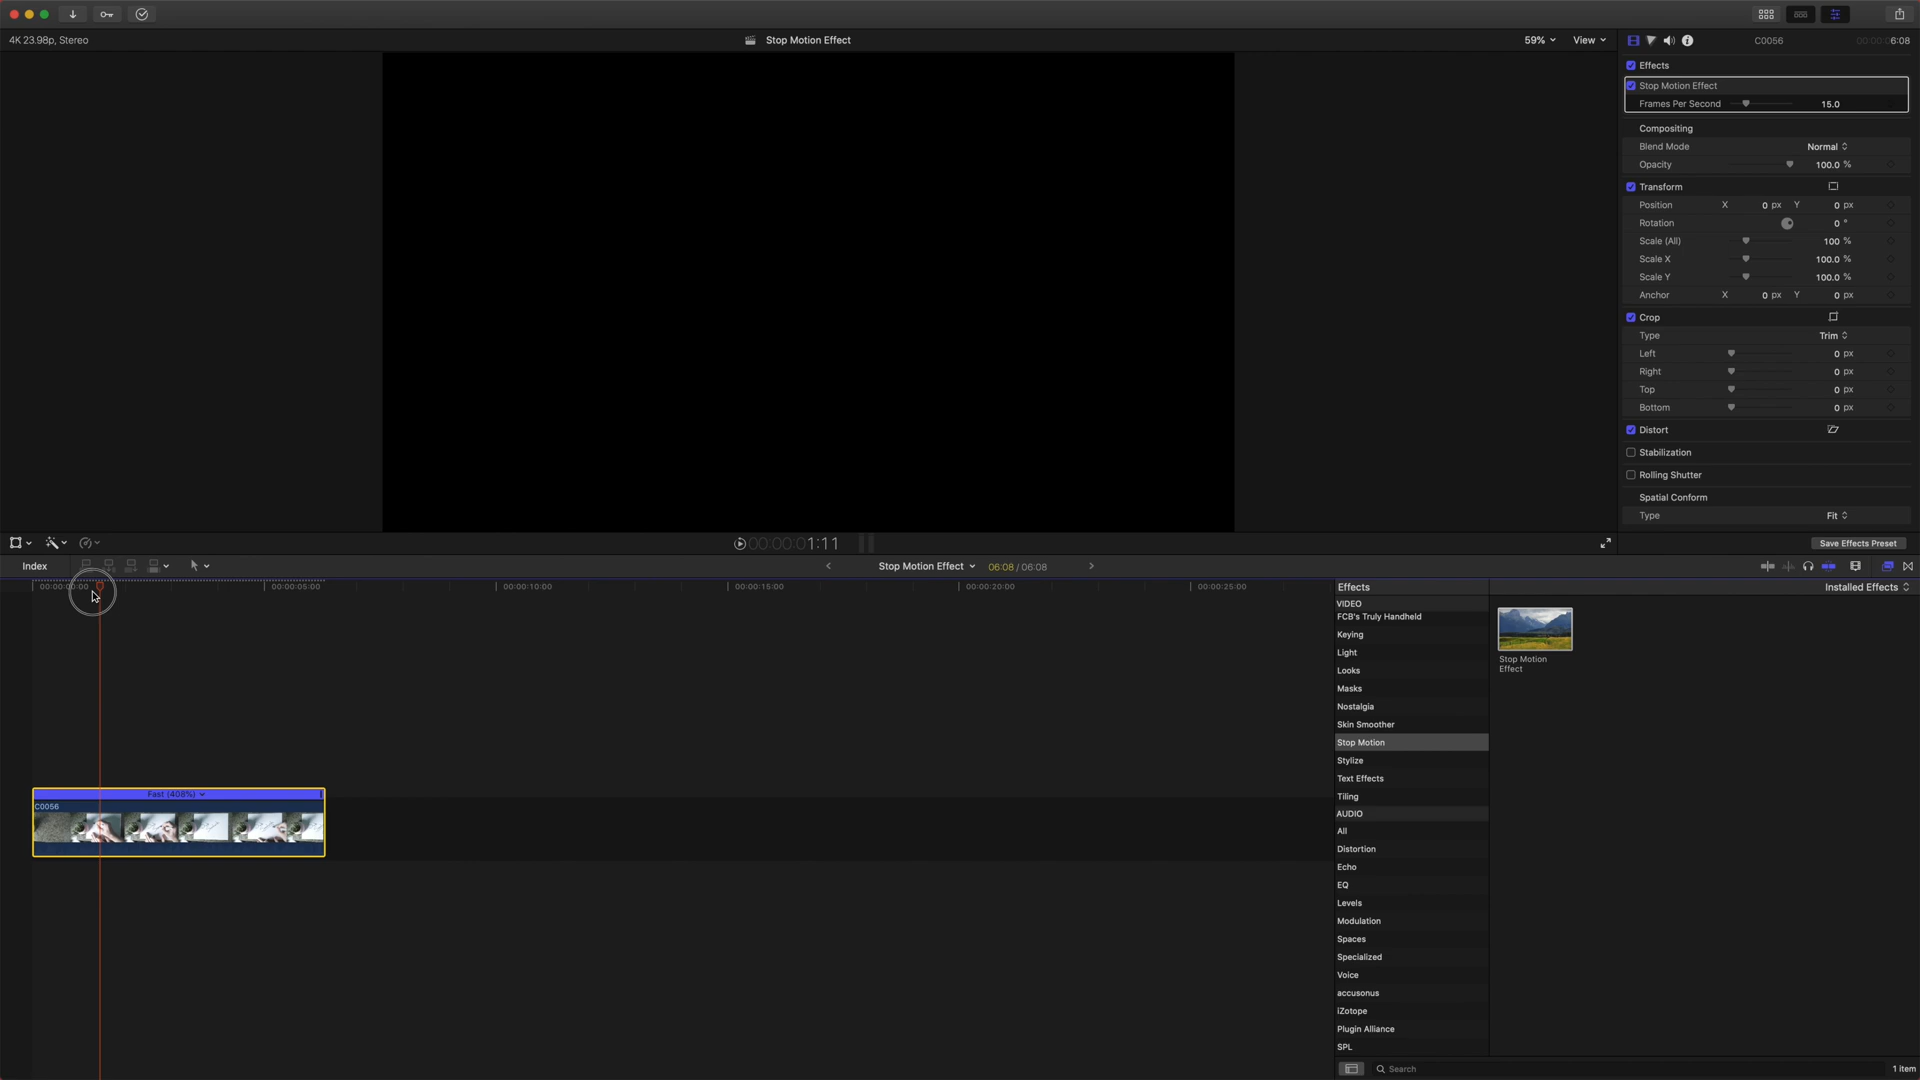 4K 23.98p, Stereo
Stop Motion Effect
59%
View
C0056
00:00:00:06:08
Effects
Stop Motion Effect
Frames Per Second 15.0
Compositing
Blend Mode Normal
Opacity 100.0 %
Transform
Position X 0 px Y 0 px
Rotation 0 °
Scale (All) 100 %
Scale X 100.0 %
Scale Y 100.0 %
Anchor X 0 px Y 0 px
Crop
Type Trim
Left 0 px
Right 0 px
Top 0 px
Bottom 0 px
Distort
Stabilization
Rolling Shutter
Spatial Conform
Type Fit
00:00:00:01:11
Save Effects Preset
Index
Stop Motion Effect
06:08 / 06:08
00:00:00:00
00:00:05:00
00:00:10:00
00:00:15:00
00:00:20:00
00:00:25:00
Fast (408%)
C0056
Effects
Installed Effects
VIDEO
FCB's Truly Handheld
Keying
Light
Looks
Masks
Nostalgia
Skin Smoother
Stop Motion
Stylize
Text Effects
Tiling
AUDIO
All
Distortion
Echo
EQ
Levels
Modulation
Spaces
Specialized
Voice
accusonus
iZotope
Plugin Alliance
SPL
Stop Motion
Effect
Search
1 item